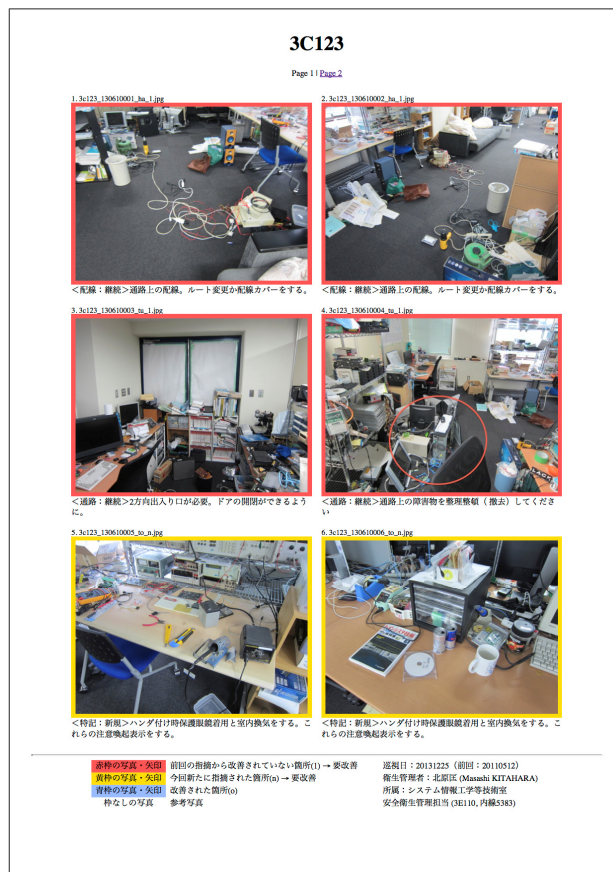 3C123
Page 1 | Page 2
1. 3c123_130610001_ha_1.jpg
2. 3c123_130610002_ha_1.jpg
＜配線：継続＞通路上の配線。ルート変更か配線カバーをする。
＜配線：継続＞通路上の配線。ルート変更か配線カバーをする。
3. 3c123_130610003_tu_1.jpg
4. 3c123_130610004_tu_1.jpg
＜通路：継続＞2方向出入り口が必要。ドアの開閉ができるよう
に。
＜通路：継続＞通路上の障害物を整理整頓（ 撤去）してくださ
い
5. 3c123_130610005_to_n.jpg
6. 3c123_130610006_to_n.jpg
＜特記：新規＞ハンダ付け時保護眼鏡着用と室内換気をする。こ
れらの注意喚起表示をする。
＜特記：新規＞ハンダ付け時保護眼鏡着用と室内換気をする。こ
れらの注意喚起表示をする。
赤枠の写真・矢印 前回の指摘から改善されていない箇所(1) → 要改善
黄枠の写真・矢印 今回新たに指摘された箇所(n) → 要改善
青枠の写真・矢印 改善された箇所(o)
枠なしの写真 参考写真
巡視日：20131225（前回：20110512）
衛生管理者：北原匡 (Masashi KITAHARA)
所属：システム情報工学等技術室
安全衛生管理担当 (3E110, 内線5383)